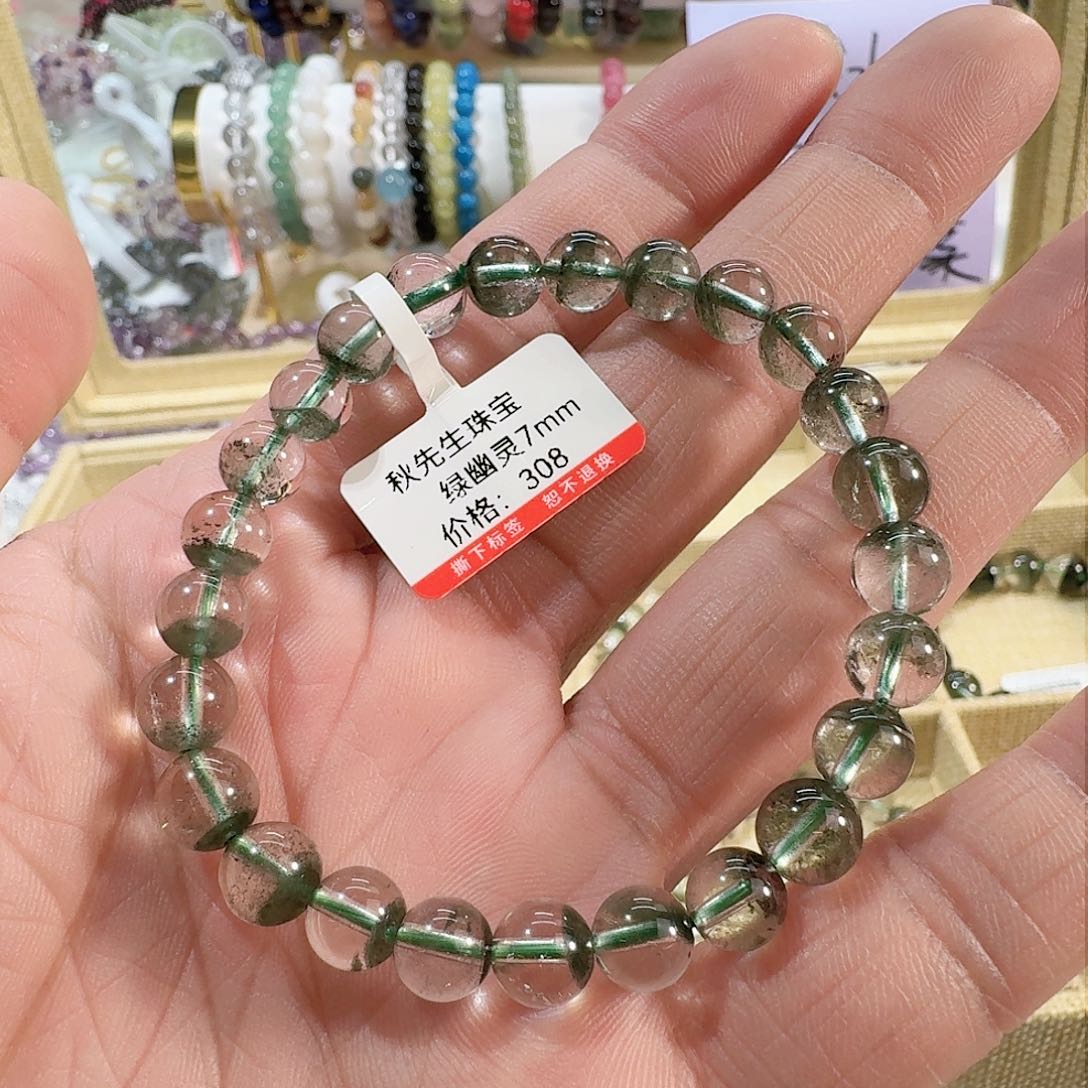 秋先生珠宝
绿幽灵7mm
价格：308
撕下标签 恕不退换